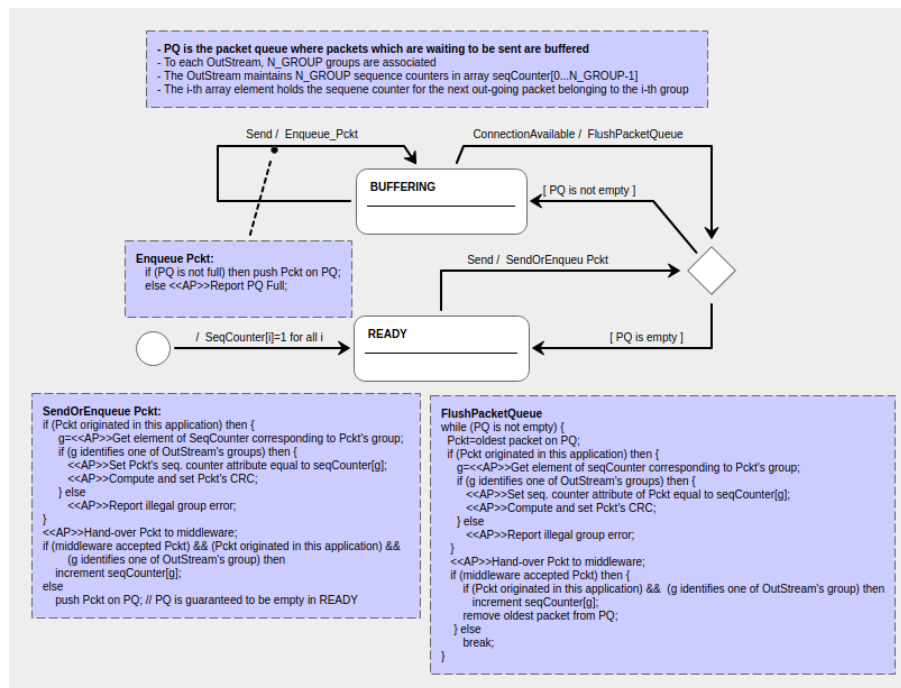 - PQ is the packet queue where packets which are waiting to be sent are buffered
- To each OutStream, N_GROUP groups are associated
- The OutStream maintains N_GROUP sequence counters in array seqCounter[0...N_GROUP-1]
- The i-th array element holds the sequene counter for the next out-going packet belonging to the i-th group
Send / Enqueue_Pckt
ConnectionAvailable / FlushPacketQueue
BUFFERING
[ PQ is not empty ]
Enqueue Pckt:
if (PQ is not full) then push Pckt on PQ;
else <<AP>>Report PQ Full;
Send / SendOrEnqueu Pckt
/ SeqCounter[i]=1 for all i
READY
[ PQ is empty ]
SendOrEnqueue Pckt:
if (Pckt originated in this application) then {
g=<<AP>>Get element of SeqCounter corresponding to Pckt's group;
if (g identifies one of OutStream's groups) then {
<<AP>>Set Pckt's seq. counter attribute equal to seqCounter[g];
<<AP>>Compute and set Pckt's CRC;
} else
<<AP>>Report illegal group error;
}
<<AP>>Hand-over Pckt to middleware;
if (middleware accepted Pckt) && (Pckt originated in this application) &&
(g identifies one of OutStream's group) then
increment seqCounter[g];
else
push Pckt on PQ; // PQ is guaranteed to be empty in READY
FlushPacketQueue
while (PQ is not empty) {
Pckt=oldest packet on PQ;
if (Pckt originated in this application) then {
g=<<AP>>Get element of seqCounter corresponding to Pckt's group;
if (g identifies one of OutStream's groups) then {
<<AP>>Set seq. counter attribute of Pckt equal to seqCounter[g];
<<AP>>Compute and set Pckt's CRC;
} else
<<AP>>Report illegal group error;
}
<<AP>>Hand-over Pckt to middleware;
if (middleware accepted Pckt) then {
if (Pckt originated in this application) && (g identifies one of OutStream's group) then
increment seqCounter[g];
remove oldest packet from PQ;
} else
break;
}